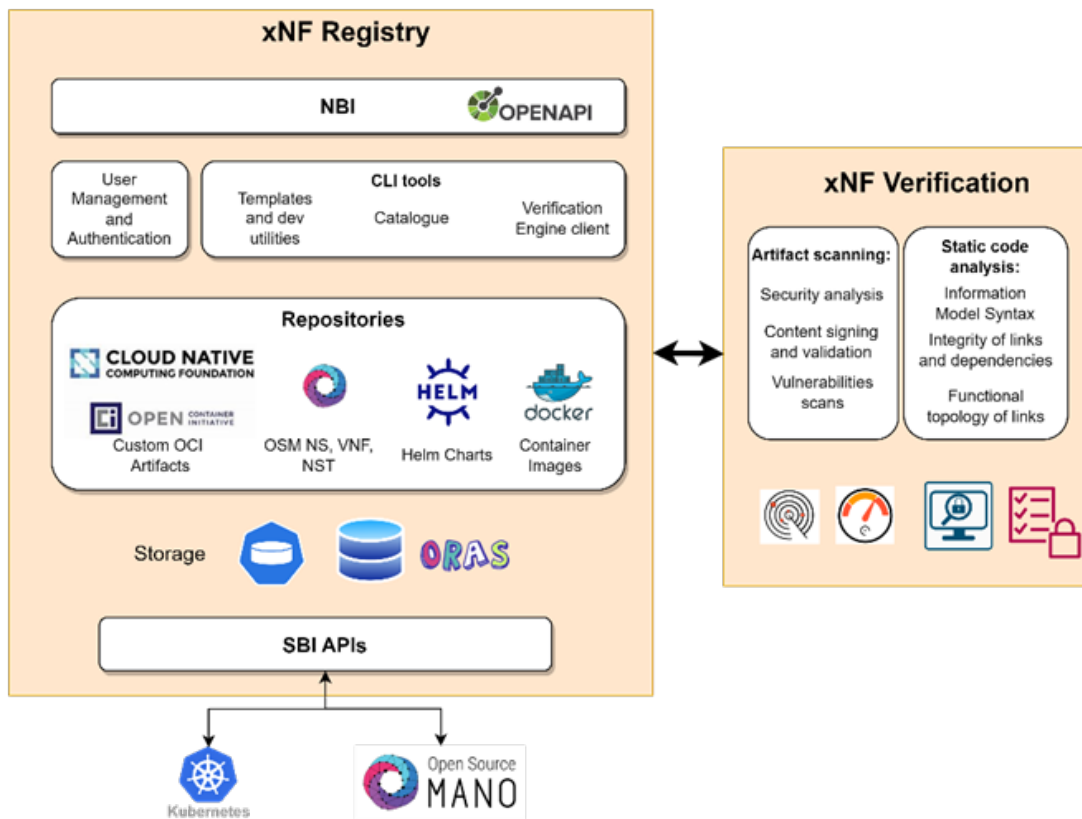 xNF Registry
NBI
OPENAPI
User
Management
and
Authentication
CLI tools
Templates
and dev
utilities
Catalogue
Verification
Engine client
Repositories
CLOUD NATIVE
COMPUTING FOUNDATION
OPEN CONTAINER
INITIATIVE
Custom OCI
Artifacts
OSM NS, VNF,
NST
HELM
Helm Charts
docker
Container
Images
Storage
ORAS
SBI APIs
Kubernetes
Open Source
MANO
xNF Verification
Artifact scanning:
Security analysis
Content signing
and validation
Vulnerabilities
scans
Static code
analysis:
Information
Model Syntax
Integrity of links
and dependencies
Functional
topology of links